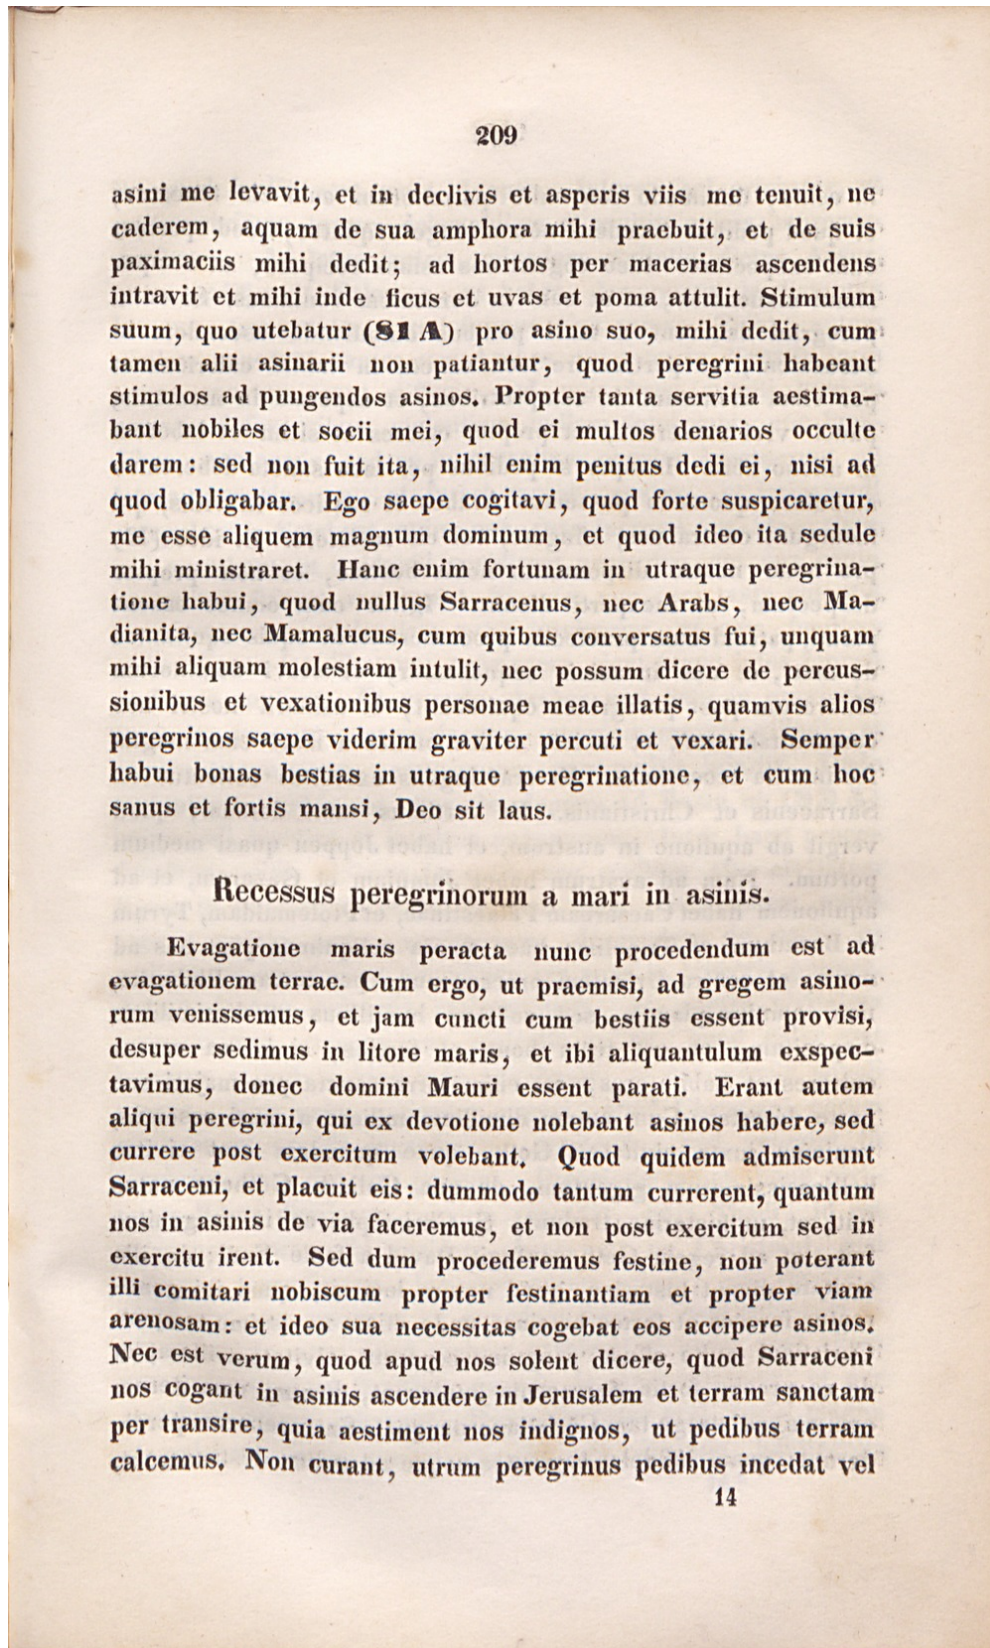 209
asini me levavit, et in declivis et asperis viis me tenuit, ne
caderem, aquam de sua amphora mihi praebuit, et de suis
paximaciis mihi dedit; ad hortos per macerias ascendens
intravit et mihi inde ficus et uvas et poma attulit. Stimulum
suum, quo utebatur (81 A) pro asino suo, mihi dedit, cum
tamen alii asinarii non patiantur, quod peregrini habeant
stimulos ad pungendos asinos. Propter tanta servitia aestima-
bant nobiles et socii mei, quod ei multos denarios occulte
darem: sed non fuit ita, nihil enim penitus dedi ei, nisi ad
quod obligabar. Ego saepe cogitavi, quod forte suspicaretur,
me esse aliquem magnum dominum, et quod ideo ita sedule
mihi ministraret. Hanc enim fortunam in utraque peregrina-
tione habui, quod nullus Sarracenus, nec Arabs, nec Ma-
dianita, nec Mamalucus, cum quibus conversatus fui, unquam
mihi aliquam molestiam intulit, nec possum dicere de percus-
sionibus et vexationibus personae meae illatis, quamvis alios
peregrinos saepe viderim graviter percuti et vexari. Semper
habui bonas bestias in utraque peregrinatione, et cum hoc
sanus et fortis mansi, Deo sit laus.
Recessus peregrinorum a mari in asinis.
Evagatione maris peracta nunc procedendum est ad
evagationem terrae. Cum ergo, ut praemisi, ad gregem asino-
rum venissemus, et jam cuncti cum bestiis essent provisi,
desuper sedimus in litore maris, et ibi aliquantulum exspec-
tavimus, donec domini Mauri essent parati. Erant autem
aliqui peregrini, qui ex devotione nolebant asinos habere, sed
currere post exercitum volebant. Quod quidem admiserunt
Sarraceni, et placuit eis: dummodo tantum currerent, quantum
nos in asinis de via faceremus, et non post exercitum sed in
exercitu irent. Sed dum procederemus festine, non poterant
illi comitari nobiscum propter festinantiam et propter viam
arenosam: et ideo sua necessitas cogebat eos accipere asinos.
Nec est verum, quod apud nos solent dicere, quod Sarraceni
nos cogant in asinis ascendere in Jerusalem et terram sanctam
per transire, quia aestiment nos indignos, ut pedibus terram
calcemus. Non curant, utrum peregrinus pedibus incedat vel
14